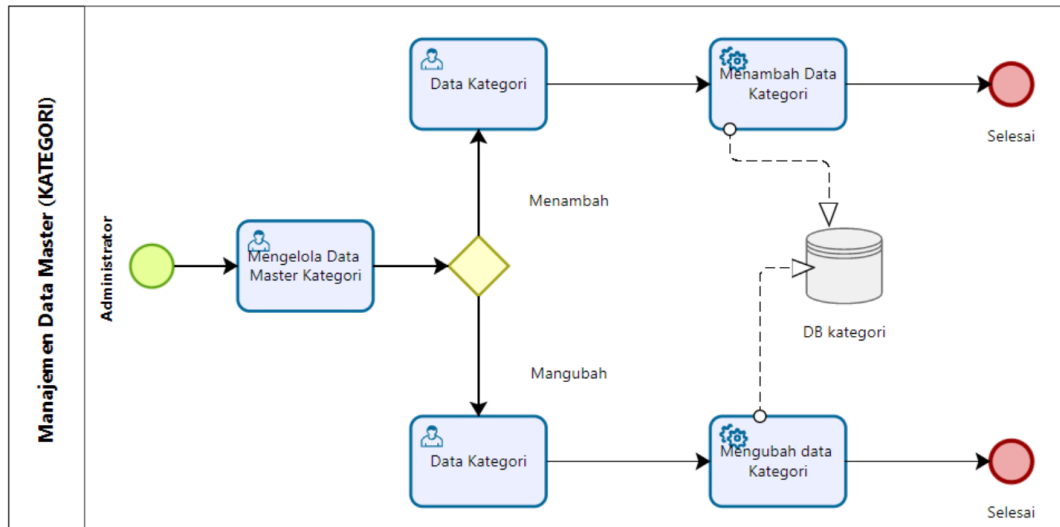 Manajemen Data Master (KATEGORI)
Administrator
Mengelola Data
Master Kategori
Data Kategori
Menambah Data
Kategori
Selesai
Menambah
DB kategori
Mangubah
Data Kategori
Mengubah data
Kategori
Selesai